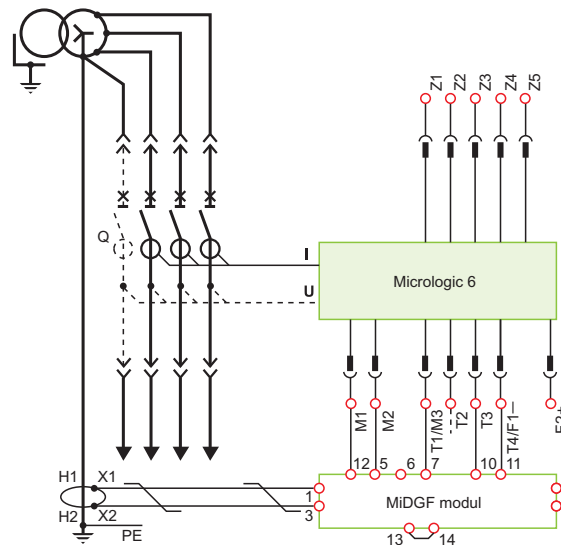 Z1
Z2
Z3
Z4
Z5
Q
I
U
Micrologic 6
M1
M2
T1/M3
T2
T3
T4/F1–
12
5
6
7
10
11
H1
X1
H2
X2
PE
1
3
MiDGF modul
13
14